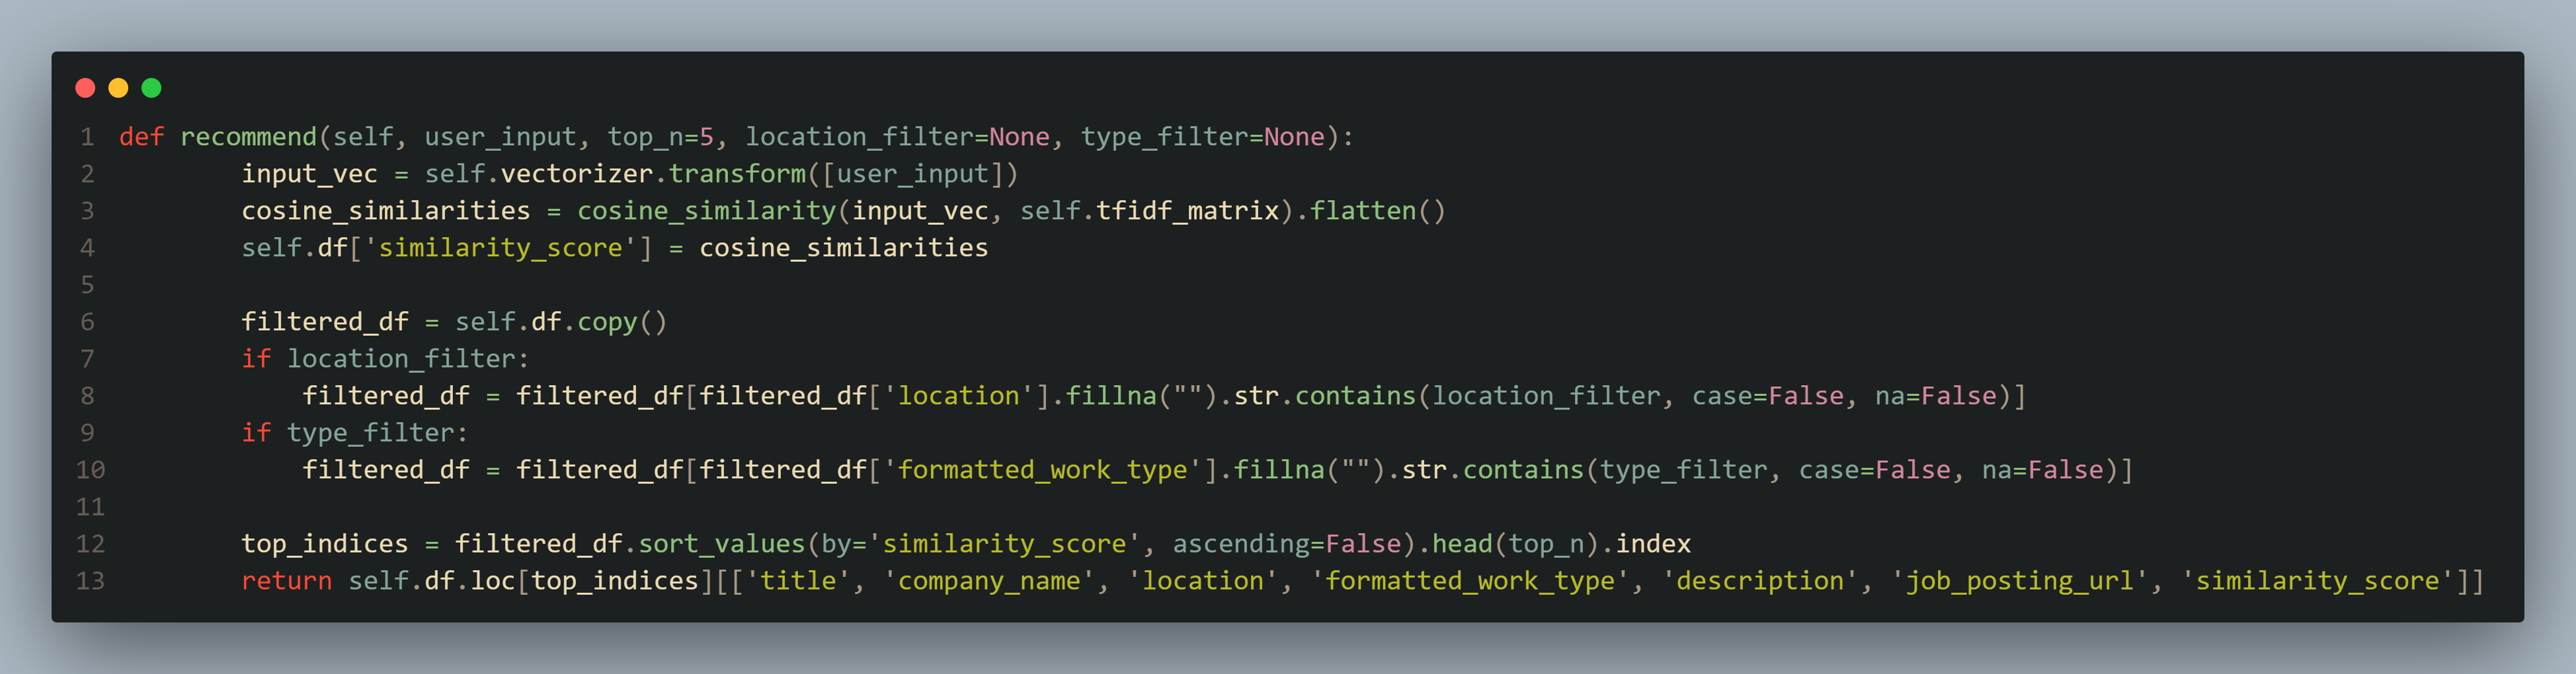 1 def recommend(self, user_input, top_n=5, location_filter=None, type_filter=None):
2         input_vec = self.vectorizer.transform([user_input])
3         cosine_similarities = cosine_similarity(input_vec, self.tfidf_matrix).flatten()
4         self.df['similarity_score'] = cosine_similarities
5
6         filtered_df = self.df.copy()
7         if location_filter:
8             filtered_df = filtered_df[filtered_df['location'].fillna("").str.contains(location_filter, case=False, na=False)]
9         if type_filter:
10             filtered_df = filtered_df[filtered_df['formatted_work_type'].fillna("").str.contains(type_filter, case=False, na=False)]
11
12         top_indices = filtered_df.sort_values(by='similarity_score', ascending=False).head(top_n).index
13         return self.df.loc[top_indices][['title', 'company_name', 'location', 'formatted_work_type', 'description', 'job_posting_url', 'similarity_score']]